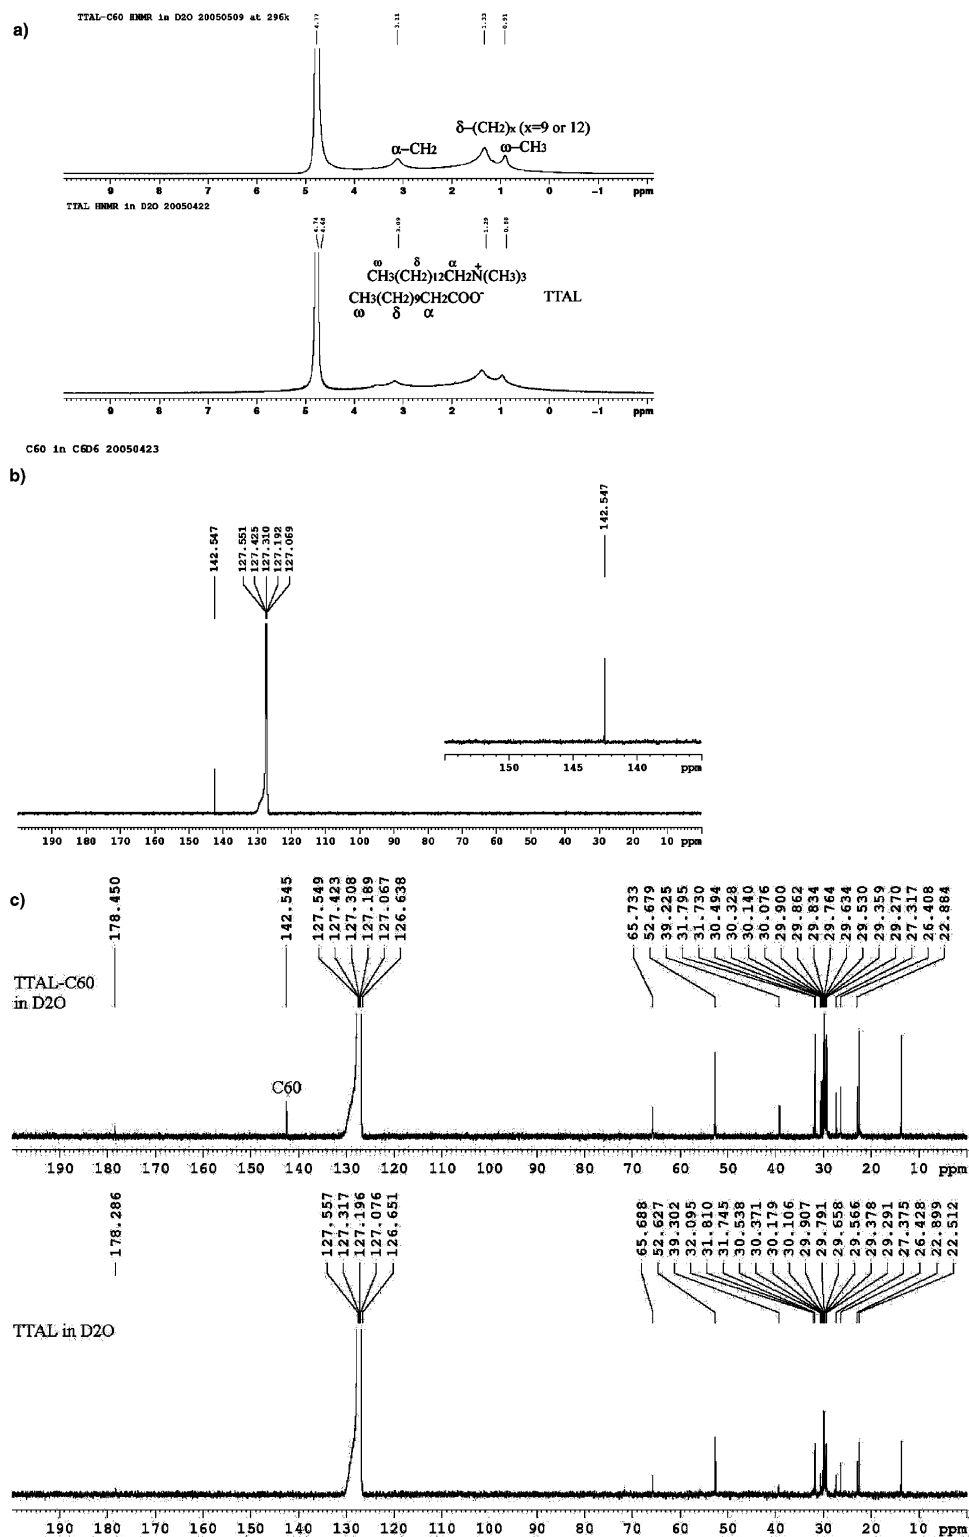 a)
TTAL-C60 HNMR in D2O 20050509 at 296k
4.77
3.11
1.33
0.91
δ–(CH2)x (x=9 or 12)
α–CH2
ω–CH3
9 8 7 6 5 4 3 2 1 0 -1 ppm
TTAL HNMR in D2O 20050422
4.74
4.68
3.09
1.29
0.88
ω δ α
CH3(CH2)12CH2N+(CH3)3
CH3(CH2)9CH2COO-
ω δ α
TTAL
9 8 7 6 5 4 3 2 1 0 -1 ppm
C60 in C6D6 20050423
b)
142.547
127.551
127.425
127.310
127.192
127.069
142.547
150 145 140 ppm
190 180 170 160 150 140 130 120 110 100 90 80 70 60 50 40 30 20 10 ppm
c)
178.450
142.545
127.549
127.423
127.308
127.189
127.067
126.638
65.733
52.679
39.225
31.795
31.730
30.494
30.328
30.140
30.076
29.900
29.862
29.834
29.764
29.634
29.530
29.359
29.270
27.317
26.408
22.884
TTAL-C60
in D2O
C60
190 180 170 160 150 140 130 120 110 100 90 80 70 60 50 40 30 20 10 ppm
178.286
127.557
127.317
127.196
127.076
126.651
65.688
52.627
39.302
32.095
31.810
31.745
30.538
30.371
30.179
30.106
29.907
29.791
29.658
29.566
29.378
29.291
27.375
26.428
22.899
22.512
TTAL in D2O
190 180 170 160 150 140 130 120 110 100 90 80 70 60 50 40 30 20 10 ppm